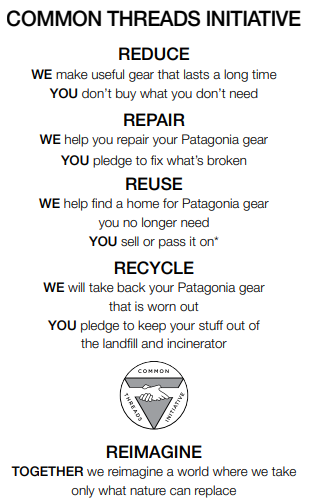 COMMON THREADS INITIATIVE
REDUCE
WE make useful gear that lasts a long time
YOU don’t buy what you don’t need
REPAIR
WE help you repair your Patagonia gear
YOU pledge to fix what’s broken
REUSE
WE help find a home for Patagonia gear
you no longer need
YOU sell or pass it on*
RECYCLE
WE will take back your Patagonia gear
that is worn out
YOU pledge to keep your stuff out of
the landfill and incinerator
COMMON
THREADS
INITIATIVE
REIMAGINE
TOGETHER we reimagine a world where we take
only what nature can replace